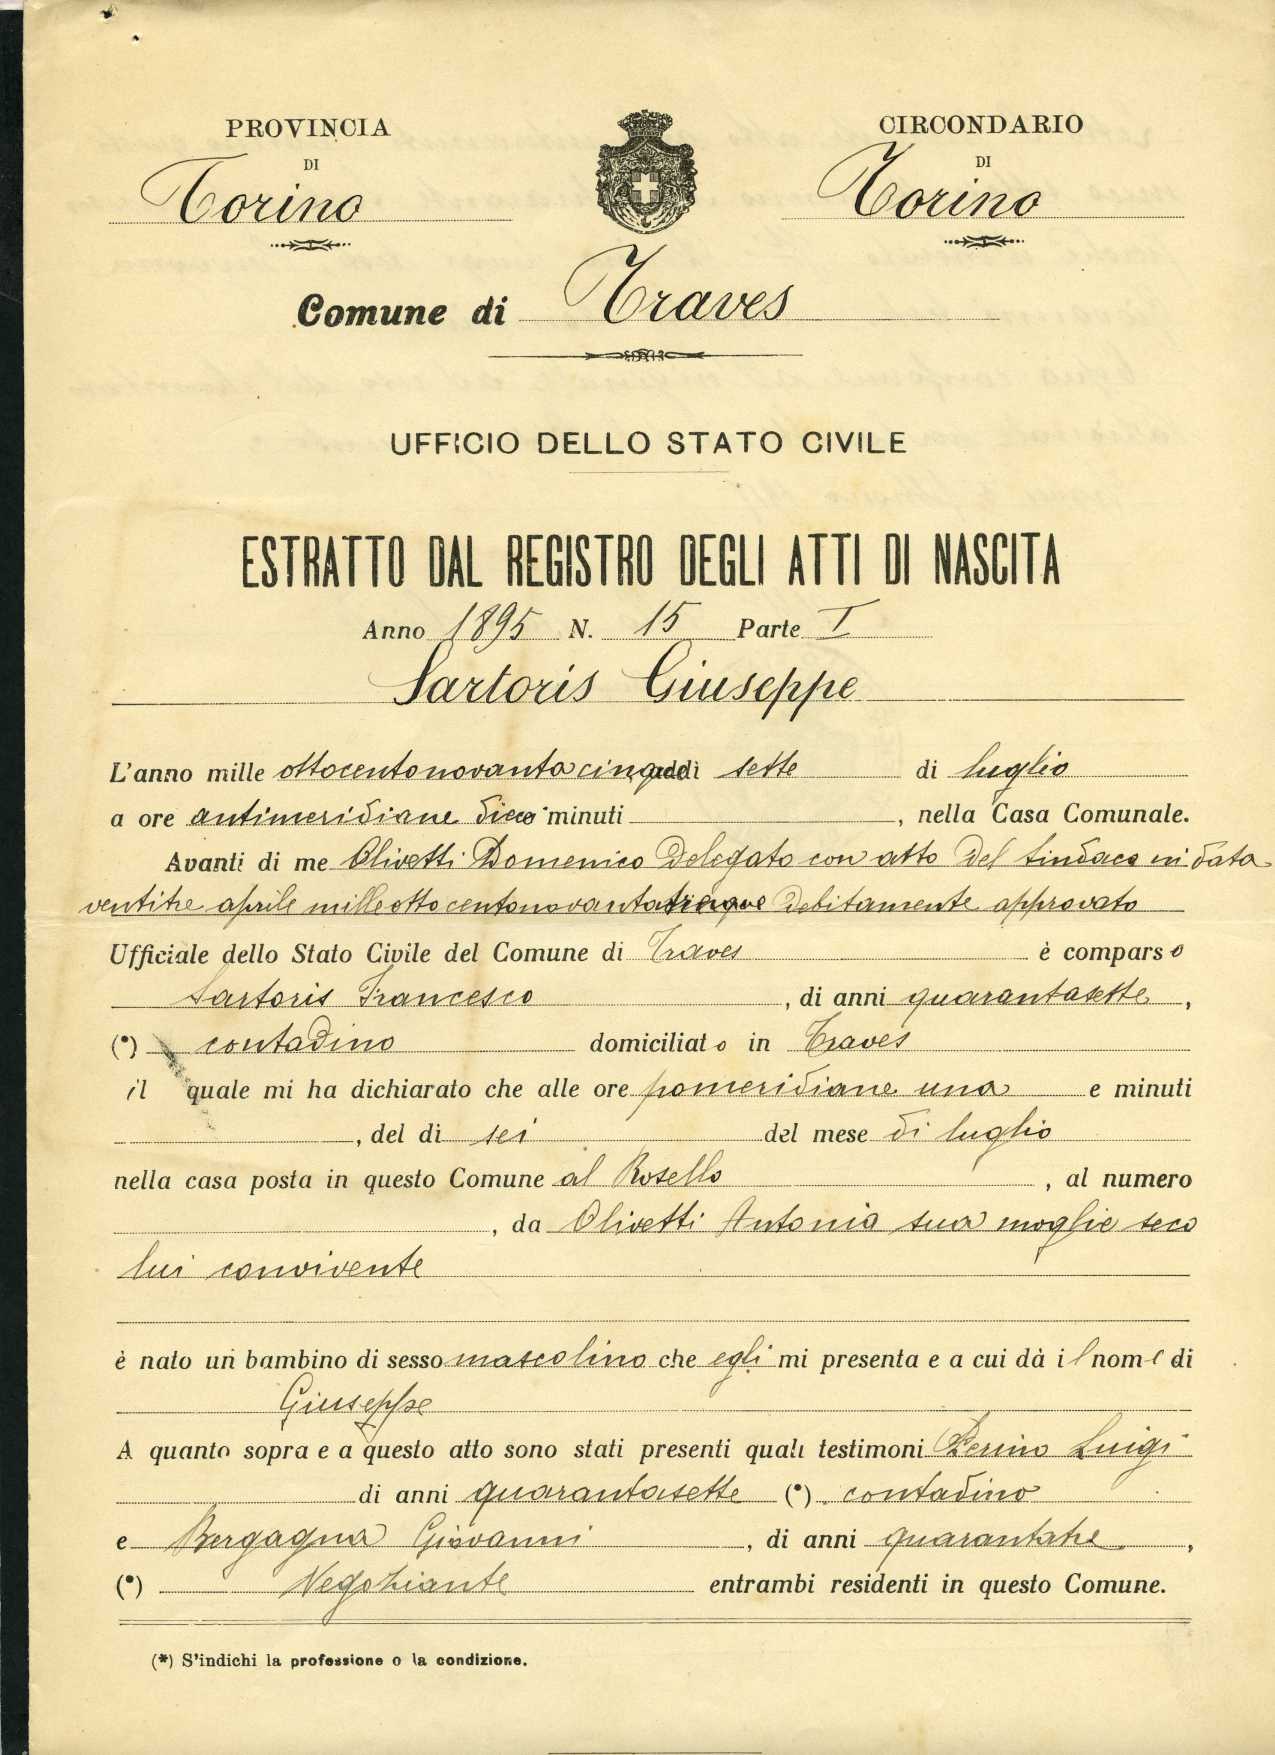 PROVINCIA
DI
Torino
CIRCONDARIO
DI
Torino
Comune di Traves
UFFICIO DELLO STATO CIVILE
ESTRATTO DAL REGISTRO DEGLI ATTI DI NASCITA
Anno 1895 N. 15 Parte I
Sartoris Giuseppe
L'anno mille ottocentonovantacinque addì sette di luglio
a ore antimeridiane dieci minuti , nella Casa Comunale.
Avanti di me Olivetti Domenico Delegato con atto del Sindaco in data
ventitre aprile milleottocentonovanta debitamente approvato
Ufficiale dello Stato Civile del Comune di Traves è comparso
Sartoris Francesco , di anni quarantasette ,
(*) contadino domiciliato in Traves
il quale mi ha dichiarato che alle ore pomeridiane una e minuti
, del dì sei del mese di luglio
nella casa posta in questo Comune al Rosello , al numero
, da Olivetti Antonia sua moglie seco
lui convivente
è nato un bambino di sesso mascolino che egli mi presenta e a cui dà il nome di
Giuseppe
A quanto sopra e a questo atto sono stati presenti quali testimoni Perino Luigi
di anni quarantasette (*) contadino
e Bergagna Giovanni , di anni quarantatre ,
(*) Negoziante entrambi residenti in questo Comune.
(*) S'indichi la professione o la condizione.